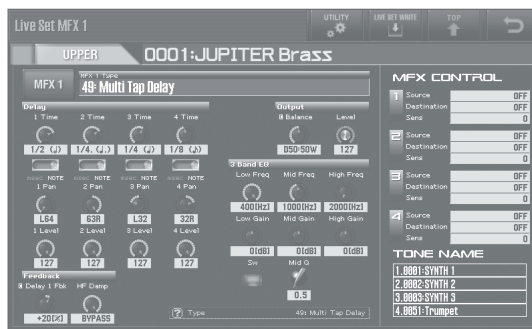 Live Set MFX 1
UTILITY
LIVE SET WRITE
TOP
UPPER
0001:JUPITER Brass
MFX 1
MFX 1 Type
49: Multi Tap Delay
Delay
1 Time 2 Time 3 Time 4 Time
1/2 (♩) 1/4. (♩.) 1/4 (♩) 1/8 (♪)
NOTE NOTE NOTE NOTE
1 Pan 2 Pan 3 Pan 4 Pan
L64 63R L32 32R
1 Level 2 Level 3 Level 4 Level
127 127 127 127
Feedback
Delay 1 Fbk HF Damp
+20[%] BYPASS
Output
Balance Level
D50:50W 127
3 Band EQ
Low Freq Mid Freq High Freq
400[Hz] 1000[Hz] 2000[Hz]
Low Gain Mid Gain High Gain
0[dB] 0[dB] 0[dB]
Sw Mid Q
0.5
? Type 49: Multi Tap Delay
MFX CONTROL
1 Source OFF
Destination OFF
Sens 0
2 Source OFF
Destination OFF
Sens 0
3 Source OFF
Destination OFF
Sens 0
4 Source OFF
Destination OFF
Sens 0
TONE NAME
1.0001:SYNTH 1
2.0002:SYNTH 2
3.0003:SYNTH 3
4.0051:Trumpet